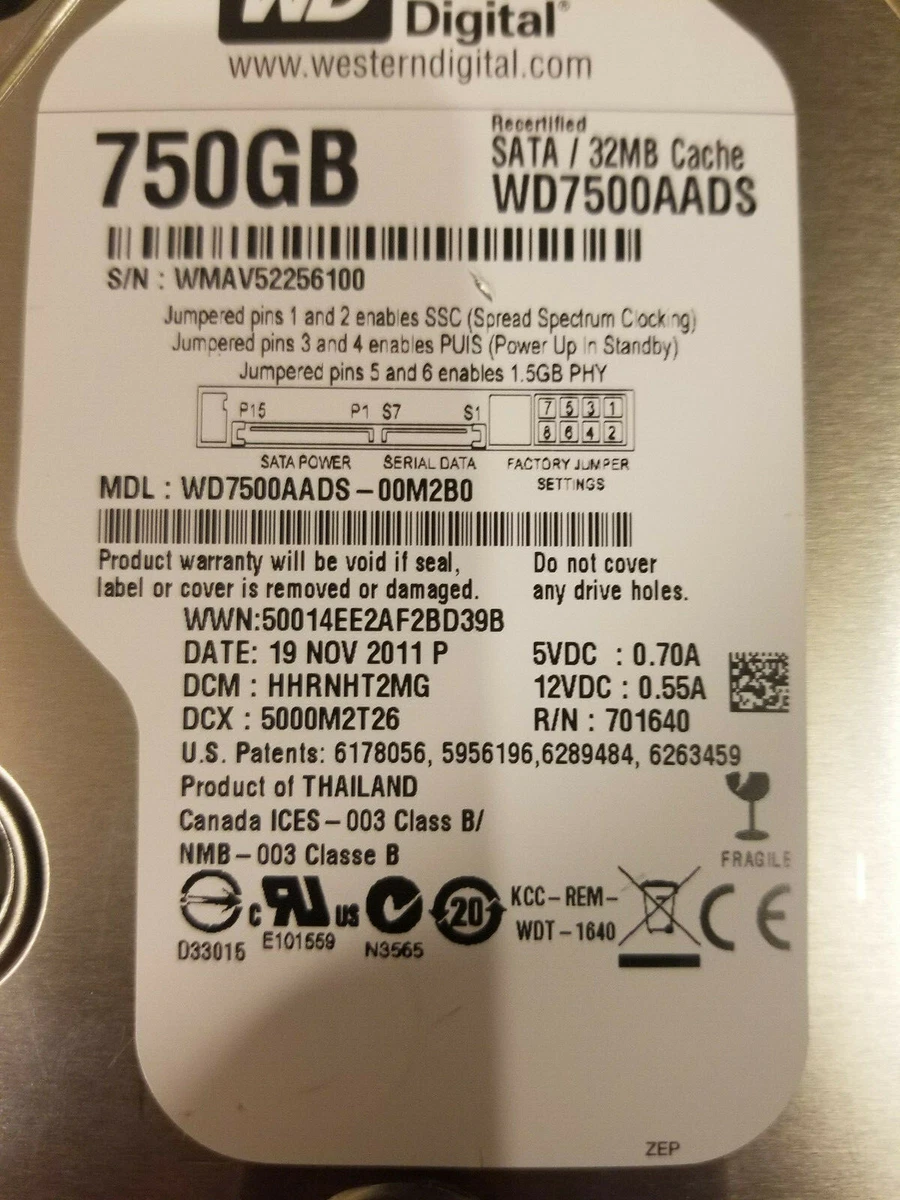 WD Digital®
www.westerndigital.com
750GB
Recertified
SATA / 32MB Cache
WD7500AADS
S/N : WMAV52256100
Jumpered pins 1 and 2 enables SSC (Spread Spectrum Clocking)
Jumpered pins 3 and 4 enables PUIS (Power Up In Standby)
Jumpered pins 5 and 6 enables 1.5GB PHY
P15 P1 S7 S1 7 5 3 1
8 6 4 2
SATA POWER SERIAL DATA FACTORY JUMPER
SETTINGS
MDL : WD7500AADS-00M2B0
Product warranty will be void if seal,
label or cover is removed or damaged.
Do not cover
any drive holes.
WWN:50014EE2AF2BD39B
DATE: 19 NOV 2011 P 5VDC : 0.70A
DCM : HHRNHT2MG 12VDC : 0.55A
DCX : 5000M2T26 R/N : 701640
U.S. Patents: 6178056, 5956196,6289484, 6263459
Product of THAILAND
Canada ICES-003 Class B/
NMB-003 Classe B
FRAGILE
D33015
c RU US
E101559
N3565
20
KCC-REM-
WDT-1640
CE
ZEP